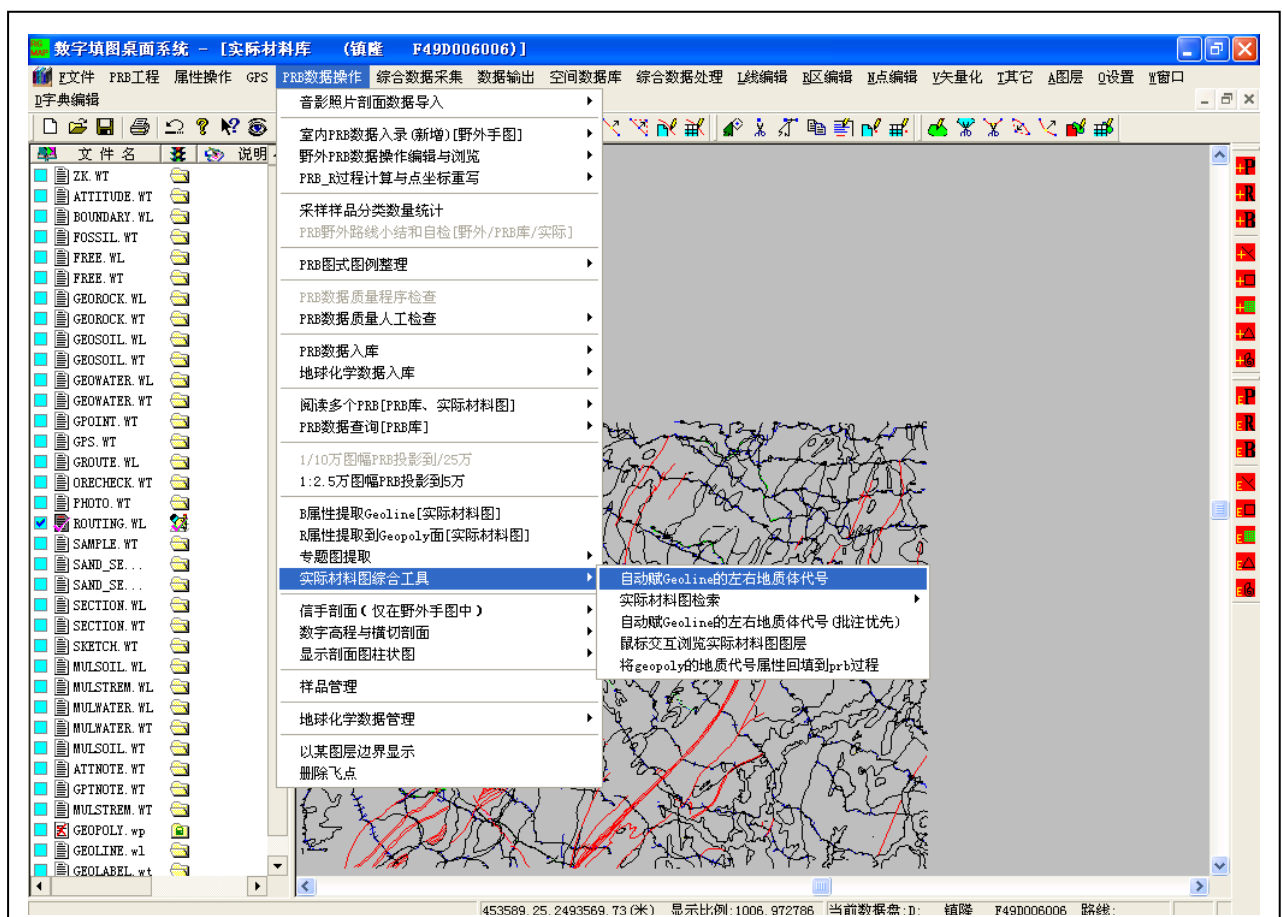 数字填图桌面系统 - [实际材料库 (镇隆 F49D006006)]
F文件 PRB工程 属性操作 GPS PRB数据操作 综合数据采集 数据输出 空间数据库 综合数据处理 L线编辑 R区编辑 N点编辑 V矢量化 I其它 A图层 O设置 W窗口
D字典编辑
文件名 说明
ZK.WT
ATTITUDE.WT
BOUNDARY.WL
FOSSIL.WT
FREE.WL
FREE.WT
GEOROCK.WL
GEOROCK.WT
GEOSOIL.WL
GEOSOIL.WT
GEOWATER.WL
GEOWATER.WT
GPOINT.WT
GPS.WT
GROUTE.WL
ORECHECK.WT
PHOTO.WT
ROUTING.WL
SAMPLE.WT
SAND_SE...
SAND_SE...
SECTION.WL
SECTION.WT
SKETCH.WT
MULSOIL.WL
MULSTREM.WL
MULWATER.WL
MULWATER.WT
MULSOIL.WT
ATTNOTE.WT
GPTNOTE.WT
MULSTREM.WT
GEOPOLY.wp
GEOLINE.wl
GEOLABEL.wt
音影照片剖面数据导入
室内PRB数据入录(新增)[野外手图]
野外PRB数据操作编辑与浏览
PRB_R过程计算与点坐标重写
采样样品分类数量统计
PRB野外路线小结和自检[野外/PRB库/实际]
PRB图式图例整理
PRB数据质量程序检查
PRB数据质量人工检查
PRB数据入库
地球化学数据入库
阅读多个PRB[PRB库、实际材料图]
PRB数据查询[PRB库]
1/10万图幅PRB投影到/25万
1:2.5万图幅PRB投影到5万
B属性提取Geoline[实际材料图]
R属性提取到Geopoly面[实际材料图]
专题图提取
实际材料图综合工具
信手剖面(仅在野外手图中)
数字高程与横切剖面
显示剖面图柱状图
样品管理
地球化学数据管理
以某图层边界显示
删除飞点
自动赋Geoline的左右地质体代号
实际材料图检索
自动赋Geoline的左右地质体代号(批注优先)
鼠标交互浏览实际材料图图层
将geopoly的地质代号属性回填到prb过程
+P
+R
+B
EP
ER
EB
453589.25,2493569.73(米) 显示比例:1006.972786 当前数据盘:D: 镇隆 F49D006006 路线: